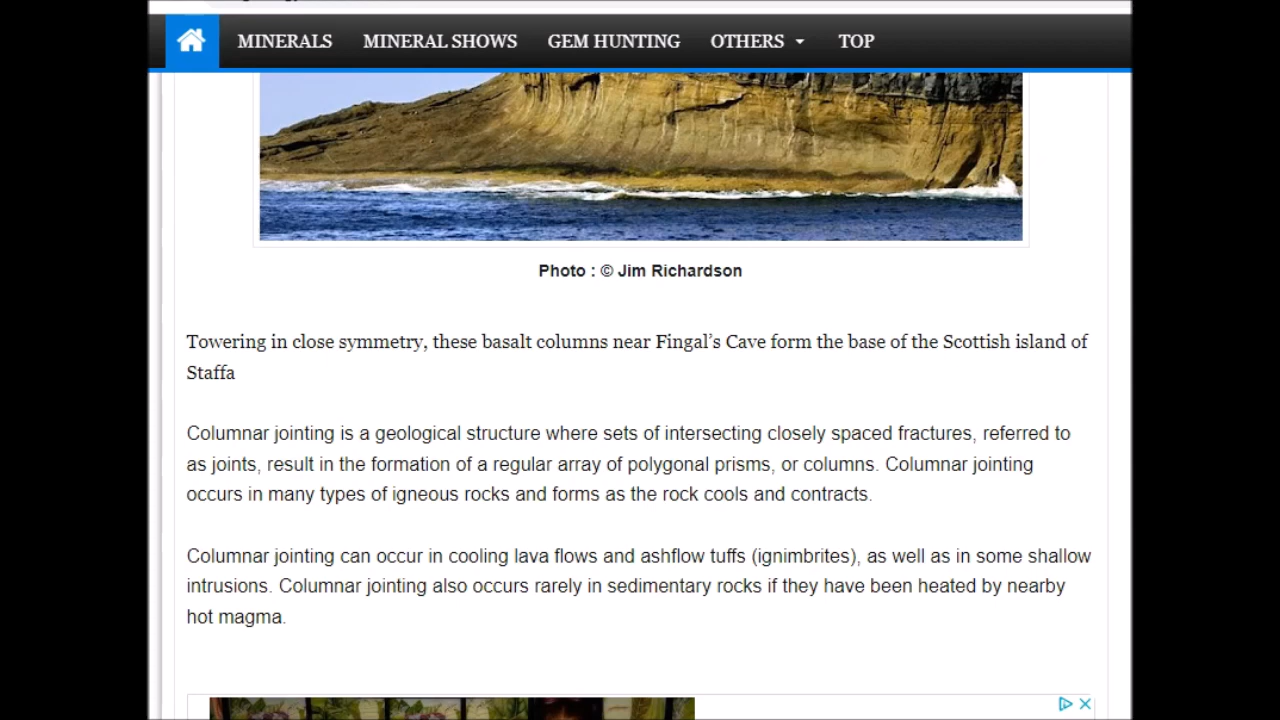 MINERALS MINERAL SHOWS GEM HUNTING OTHERS TOP
Photo : © Jim Richardson
Towering in close symmetry, these basalt columns near Fingal’s Cave form the base of the Scottish island of
Staffa
Columnar jointing is a geological structure where sets of intersecting closely spaced fractures, referred to
as joints, result in the formation of a regular array of polygonal prisms, or columns. Columnar jointing
occurs in many types of igneous rocks and forms as the rock cools and contracts.
Columnar jointing can occur in cooling lava flows and ashflow tuffs (ignimbrites), as well as in some shallow
intrusions. Columnar jointing also occurs rarely in sedimentary rocks if they have been heated by nearby
hot magma.